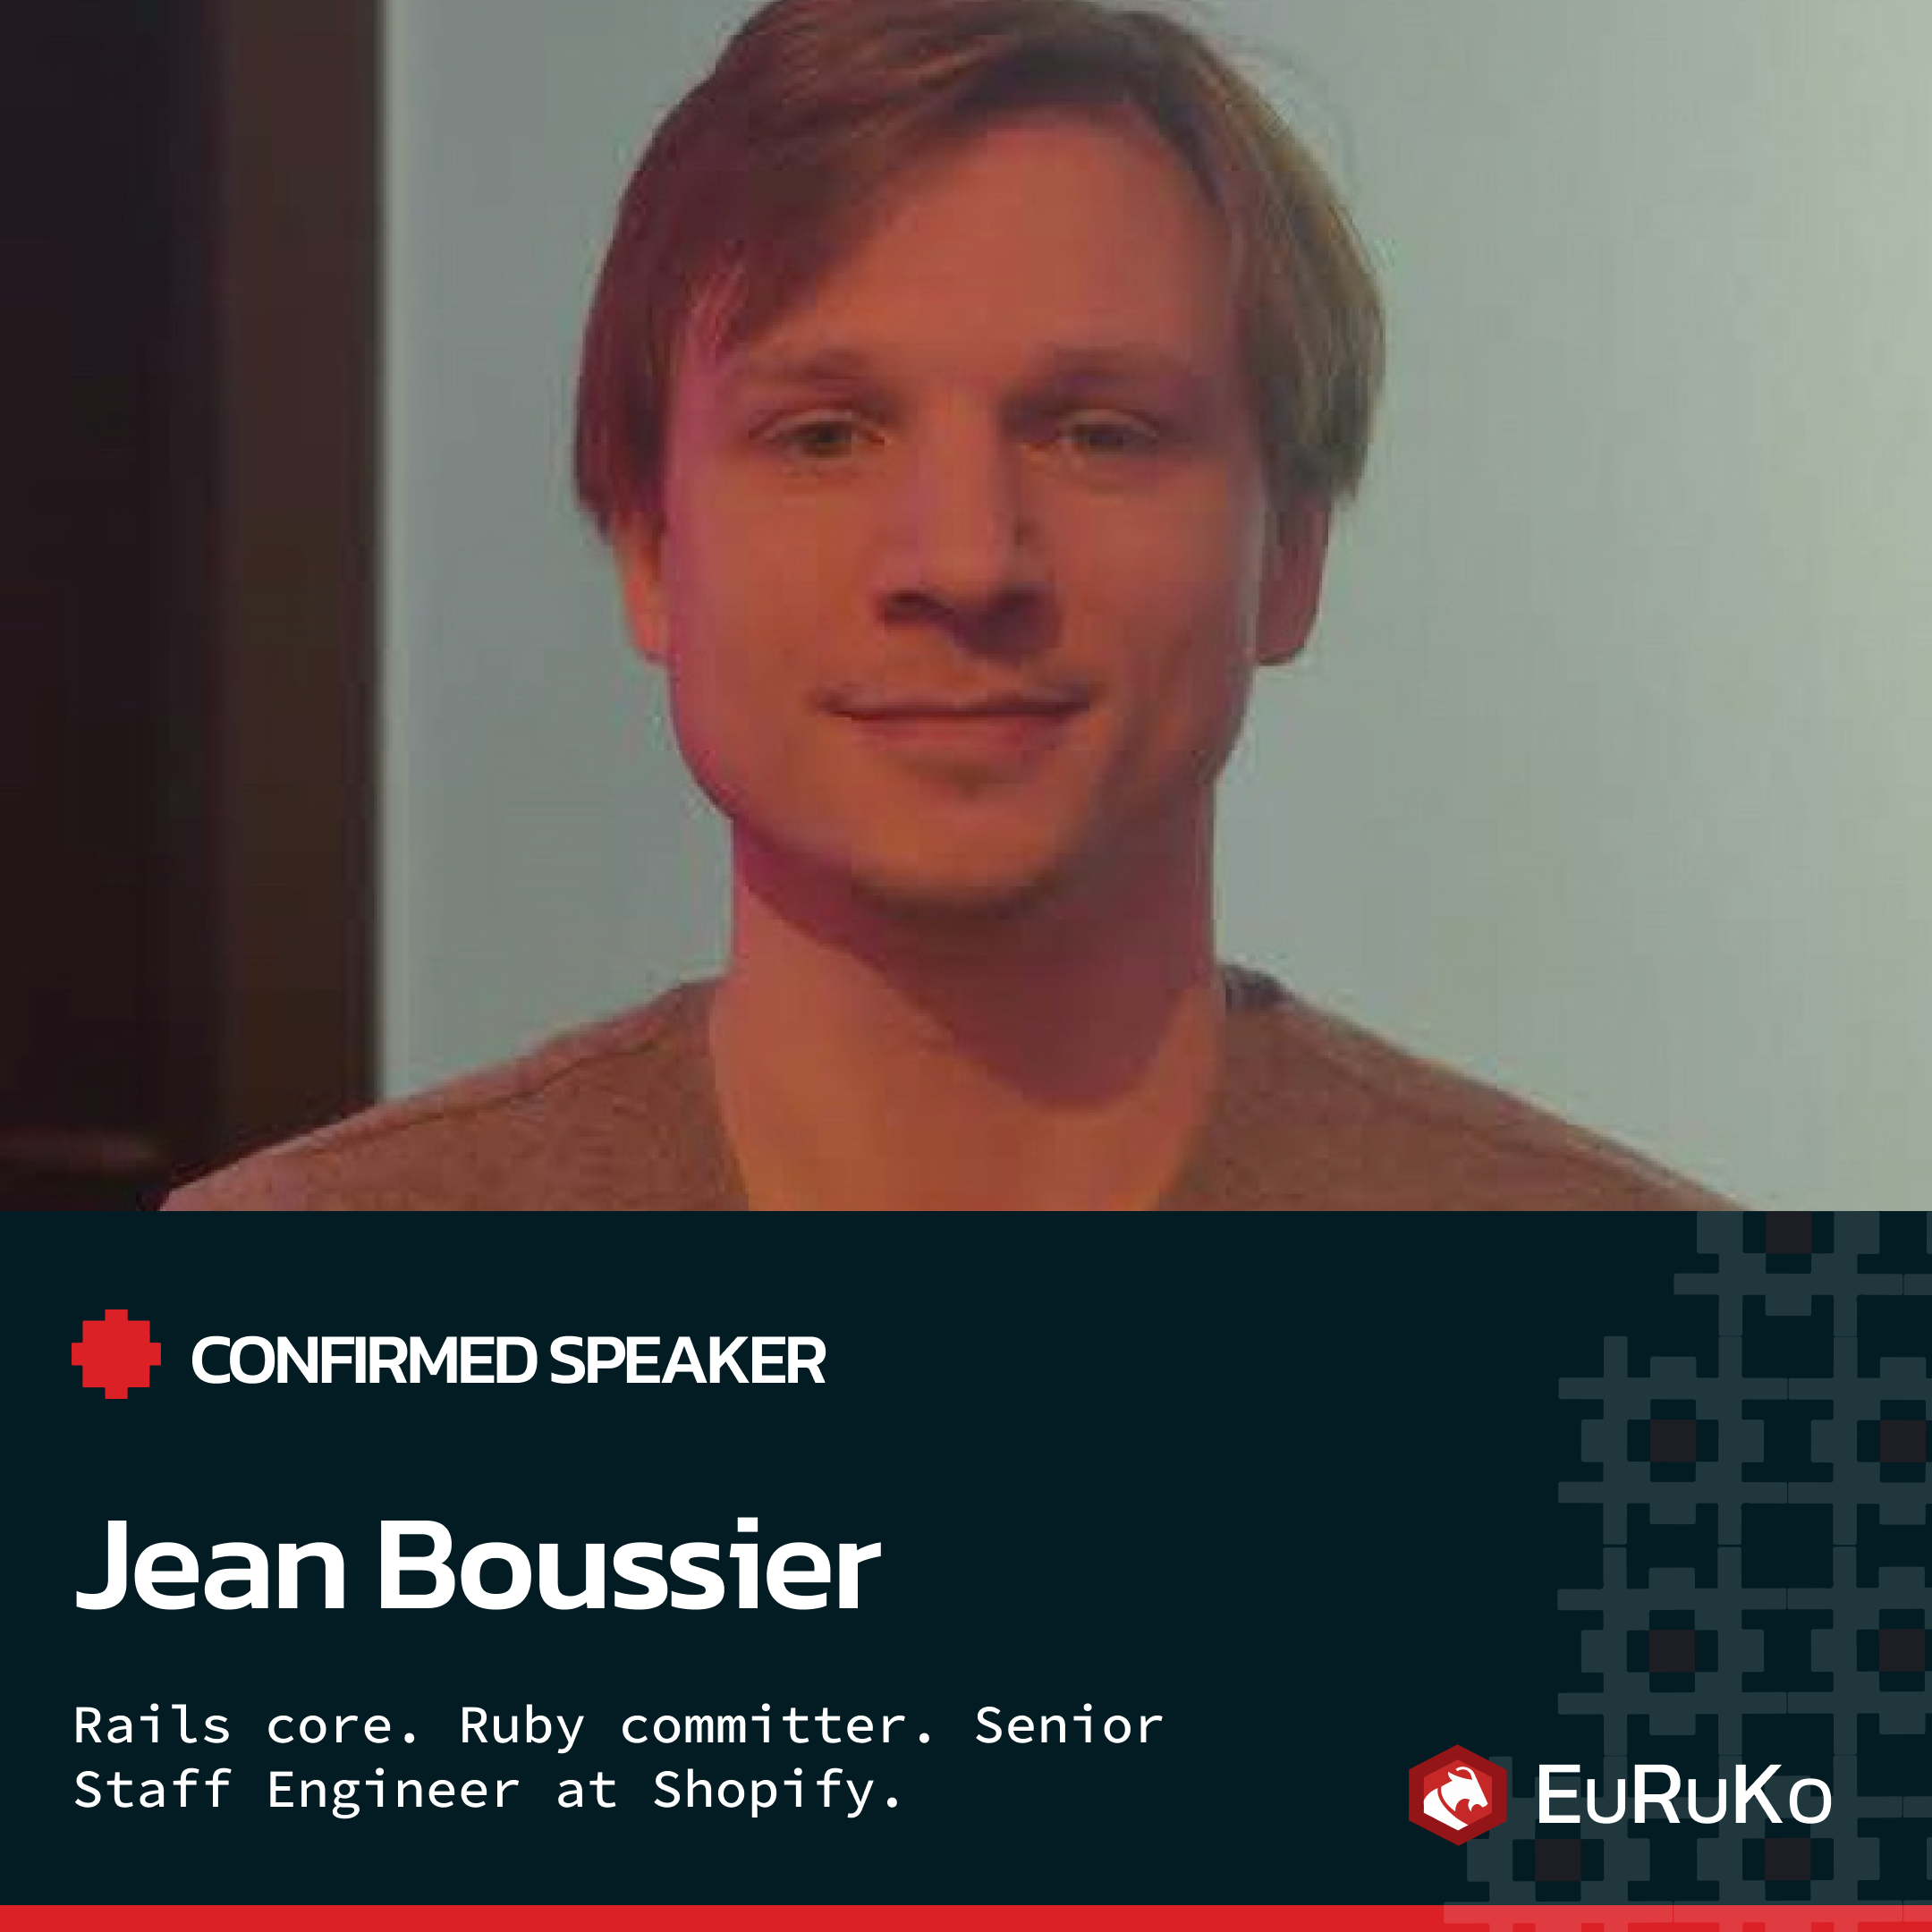 CONFIRMED SPEAKER
Jean Boussier
Rails core. Ruby committer. Senior
Staff Engineer at Shopify.
EuRuKo